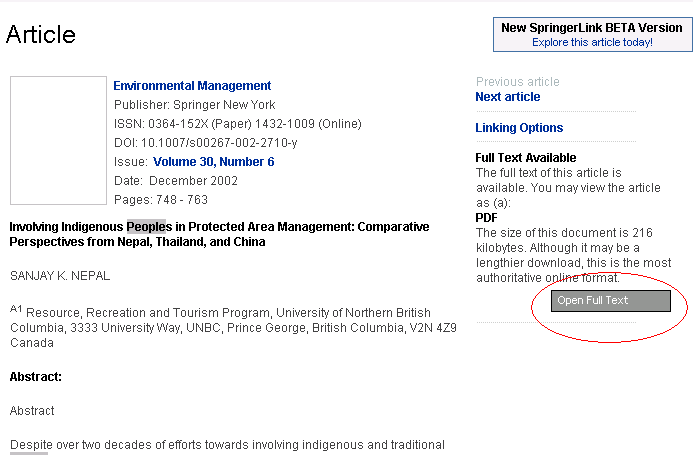 Article
New SpringerLink BETA Version
Explore this article today!
Environmental Management
Publisher: Springer New York
ISSN: 0364-152X (Paper) 1432-1009 (Online)
DOI: 10.1007/s00267-002-2710-y
Issue: Volume 30, Number 6
Date: December 2002
Pages: 748 - 763
Involving Indigenous Peoples in Protected Area Management: Comparative
Perspectives from Nepal, Thailand, and China
SANJAY K. NEPAL
A1 Resource, Recreation and Tourism Program, University of Northern British
Columbia, 3333 University Way, UNBC, Prince George, British Columbia, V2N 4Z9
Canada
Abstract:
Abstract
Despite over two decades of efforts towards involving indigenous and traditional
Previous article
Next article
Linking Options
Full Text Available
The full text of this article is
available. You may view the article
as (a):
PDF
The size of this document is 216
kilobytes. Although it may be a
lengthier download, this is the most
authoritative online format.
Open Full Text